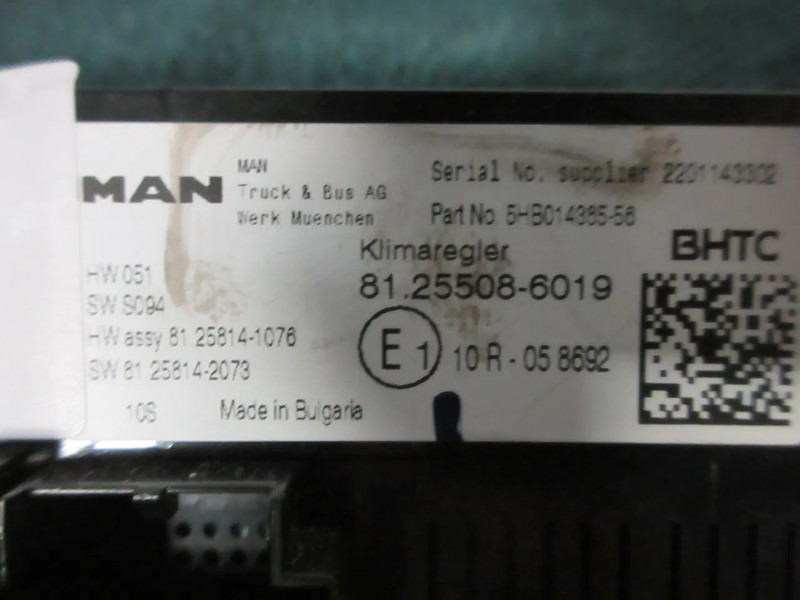 MAN
MAN
Truck & Bus AG
Werk Muenchen
Serial No. supplier 2201143302
Part No 5HB014385-56
BHTC
Klimaregler
81.25508-6019
HW 051
SW S094
HW assy 81.25814-1076
SW 81.25814-2073
E1 10 R - 05 8692
10S Made in Bulgaria